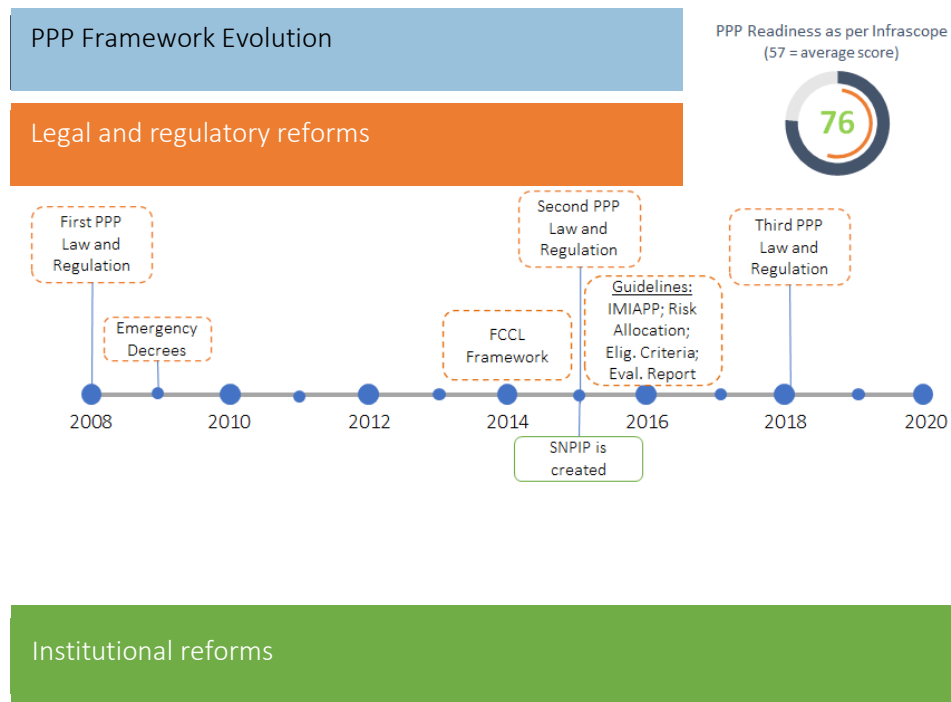 PPP Framework Evolution
PPP Readiness as per Infrascope
(57 = average score)
76
Legal and regulatory reforms
First PPP
Law and
Regulation
Emergency
Decrees
FCCL
Framework
Second PPP
Law and
Regulation
Guidelines:
IMIAPP; Risk
Allocation;
Elig. Criteria;
Eval. Report
Third PPP
Law and
Regulation
2008
2010
2012
2014
2016
2018
2020
SNPIP is
created
Institutional reforms